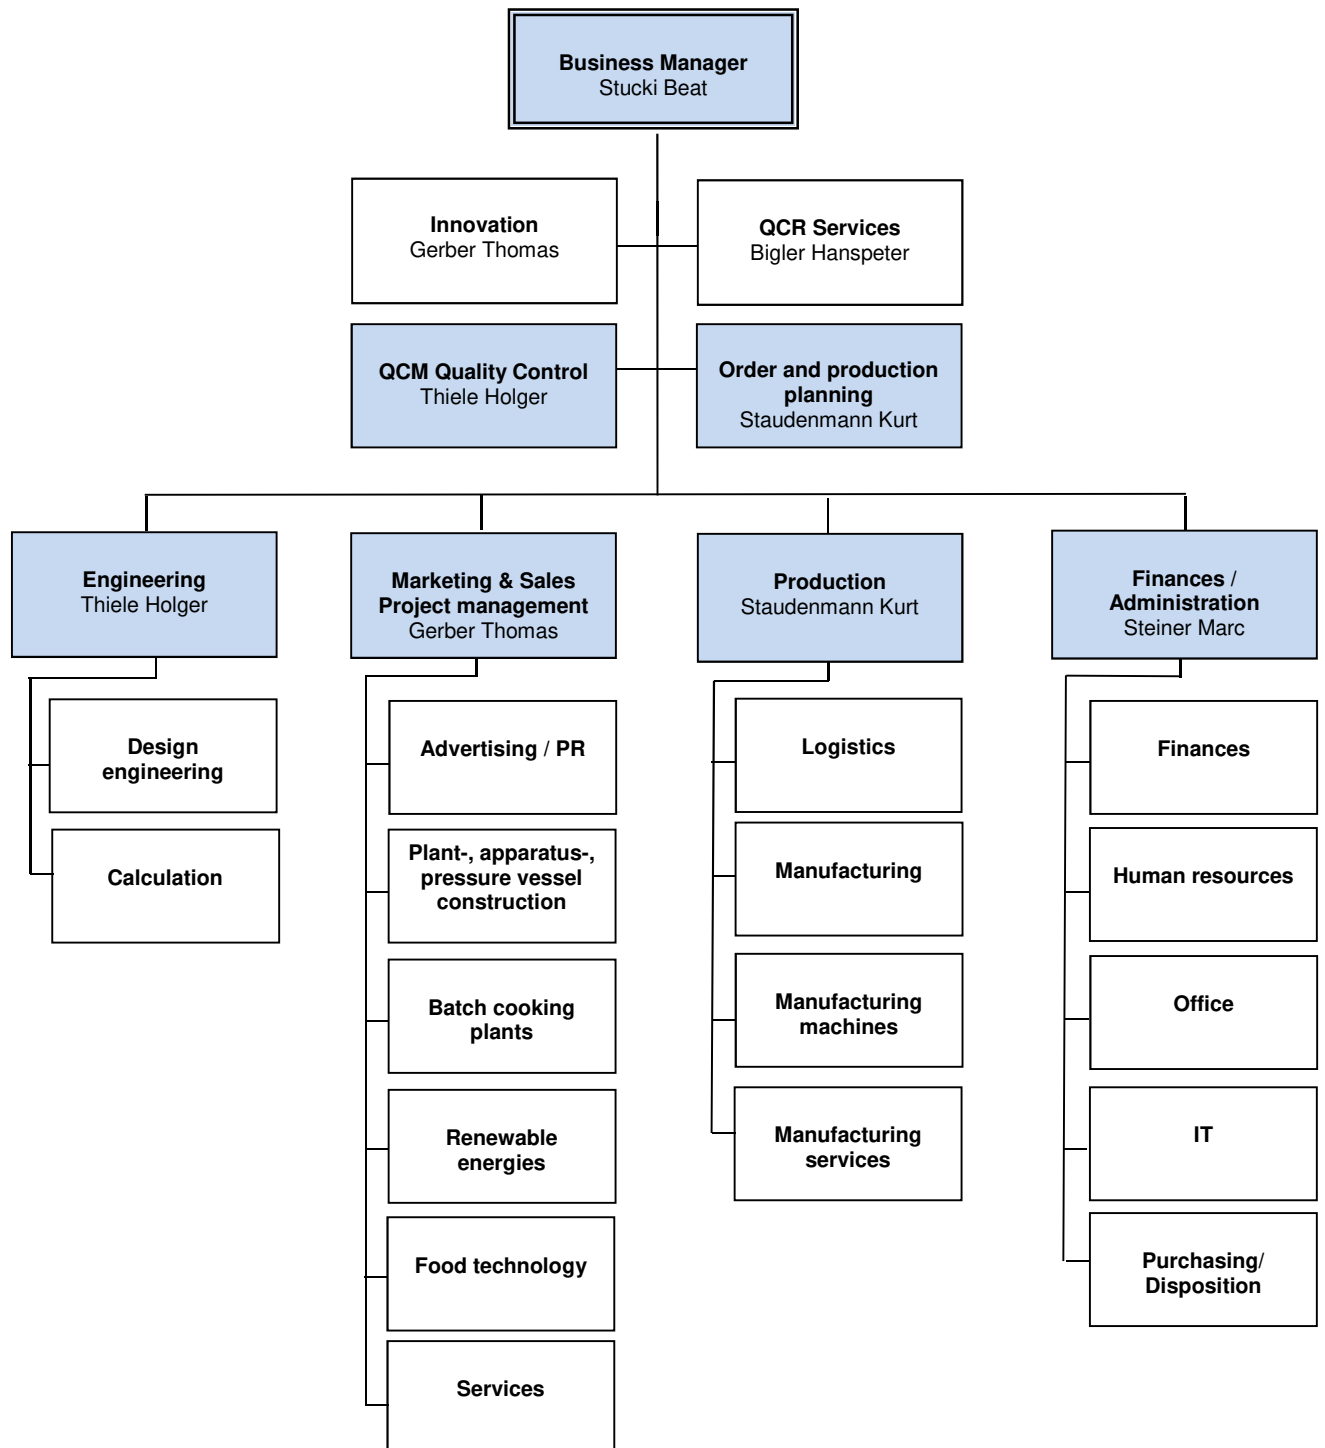 Business Manager
Stucki Beat
Innovation
Gerber Thomas
QCR Services
Bigler Hanspeter
QCM Quality Control
Thiele Holger
Order and production
planning
Staudenmann Kurt
Engineering
Thiele Holger
Marketing & Sales
Project management
Gerber Thomas
Production
Staudenmann Kurt
Finances /
Administration
Steiner Marc
Design
engineering
Calculation
Advertising / PR
Plant-, apparatus-,
pressure vessel
construction
Batch cooking
plants
Renewable
energies
Food technology
Services
Logistics
Manufacturing
Manufacturing
machines
Manufacturing
services
Finances
Human resources
Office
IT
Purchasing/
Disposition